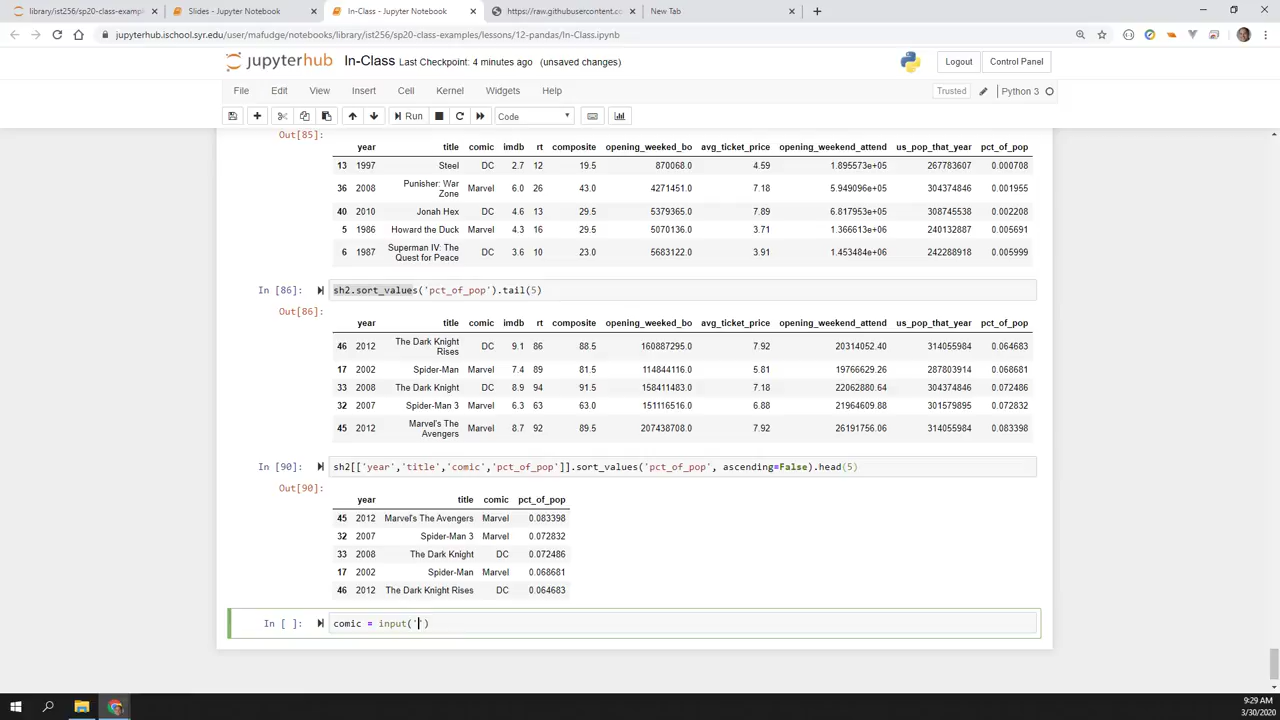 library/ist256/sp20-class-examp
Slides - Jupyter Notebook
In-Class - Jupyter Notebook
https://raw.githubusercontent.co
New Tab
jupyterhub.ischool.syr.edu/user/mafudge/notebooks/library/ist256/sp20-class-examples/lessons/12-pandas/In-Class.ipynb
jupyterhub In-Class Last Checkpoint: 4 minutes ago (unsaved changes) Logout Control Panel
File Edit View Insert Cell Kernel Widgets Help Trusted Python 3
Run Code
Out[85]:
year title comic imdb rt composite opening_weeked_bo avg_ticket_price opening_weekend_attend us_pop_that_year pct_of_pop
13 1997 Steel DC 2.7 12 19.5 870068.0 4.59 1.895573e+05 267783607 0.000708
36 2008 Punisher: War Zone Marvel 6.0 26 43.0 4271451.0 7.18 5.949096e+05 304374846 0.001955
40 2010 Jonah Hex DC 4.6 13 29.5 5379365.0 7.89 6.817953e+05 308745538 0.002208
5 1986 Howard the Duck Marvel 4.3 16 29.5 5070136.0 3.71 1.366613e+06 240132887 0.005691
6 1987 Superman IV: The Quest for Peace DC 3.6 10 23.0 5683122.0 3.91 1.453484e+06 242288918 0.005999
In [86]: sh2.sort_values('pct_of_pop').tail(5)
Out[86]:
year title comic imdb rt composite opening_weeked_bo avg_ticket_price opening_weekend_attend us_pop_that_year pct_of_pop
46 2012 The Dark Knight Rises DC 9.1 86 88.5 160887295.0 7.92 20314052.40 314055984 0.064683
17 2002 Spider-Man Marvel 7.4 89 81.5 114844116.0 5.81 19766629.26 287803914 0.068681
33 2008 The Dark Knight DC 8.9 94 91.5 158411483.0 7.18 22062880.64 304374846 0.072486
32 2007 Spider-Man 3 Marvel 6.3 63 63.0 151116516.0 6.88 21964609.88 301579895 0.072832
45 2012 Marvel's The Avengers Marvel 8.7 92 89.5 207438708.0 7.92 26191756.06 314055984 0.083398
In [90]: sh2[['year','title','comic','pct_of_pop']].sort_values('pct_of_pop', ascending=False).head(5)
Out[90]:
year title comic pct_of_pop
45 2012 Marvel's The Avengers Marvel 0.083398
32 2007 Spider-Man 3 Marvel 0.072832
33 2008 The Dark Knight DC 0.072486
17 2002 Spider-Man Marvel 0.068681
46 2012 The Dark Knight Rises DC 0.064683
In [ ]: comic = input('')
9:29 AM
3/30/2020